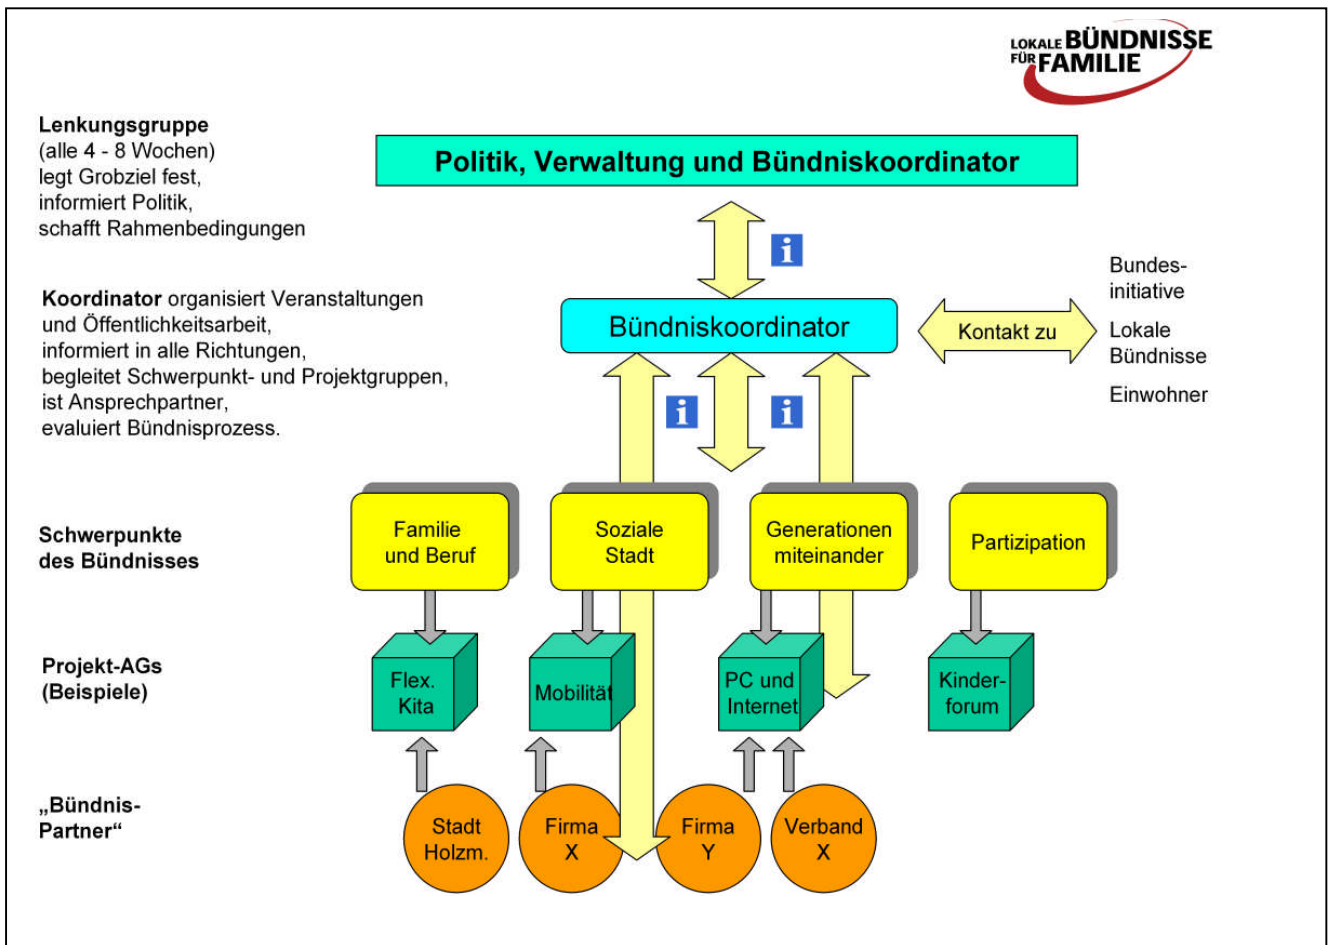 LOKALE BÜNDNISSE
FÜR FAMILIE
Lenkungsgruppe
(alle 4 - 8 Wochen)
legt Grobziel fest,
informiert Politik,
schafft Rahmenbedingungen
Politik, Verwaltung und Bündniskoordinator
i
Koordinator organisiert Veranstaltungen
und Öffentlichkeitsarbeit,
informiert in alle Richtungen,
begleitet Schwerpunkt- und Projektgruppen,
ist Ansprechpartner,
evaluiert Bündnisprozess.
Bündniskoordinator
Kontakt zu
Bundes-
initiative
Lokale
Bündnisse
Einwohner
i
i
Schwerpunkte
des Bündnisses
Familie
und Beruf
Soziale
Stadt
Generationen
miteinander
Partizipation
Projekt-AGs
(Beispiele)
Flex.
Kita
Mobilität
PC und
Internet
Kinder-
forum
„Bündnis-
Partner“
Stadt
Holzm.
Firma
X
Firma
Y
Verband
X